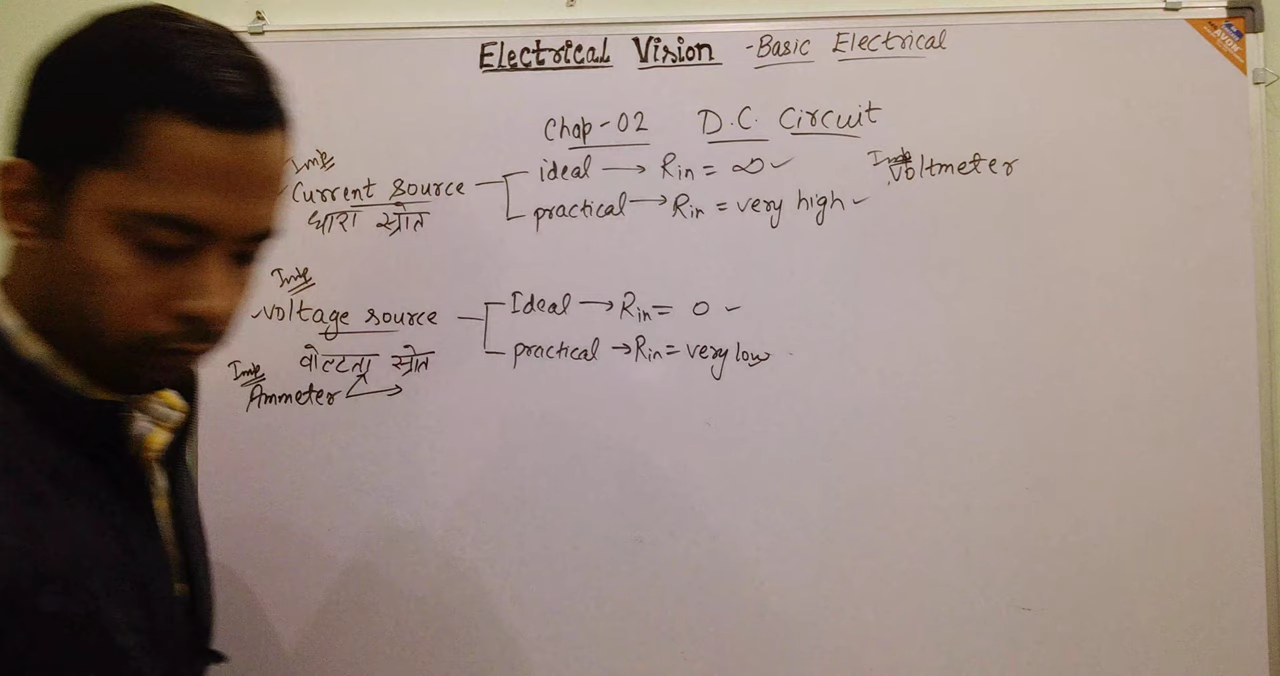 Electrical Vision - Basic Electrical
Chap-02 D.C. Circuit
Imp
Current source
धारा स्रोत
ideal → Rin = ∞ ✓
practical → Rin = very high ✓
Imp
Voltmeter
Imp
Voltage source
वोल्टता स्रोत
Ideal → Rin = 0 ✓
practical → Rin = very low
Imp
Ammeter
AVON